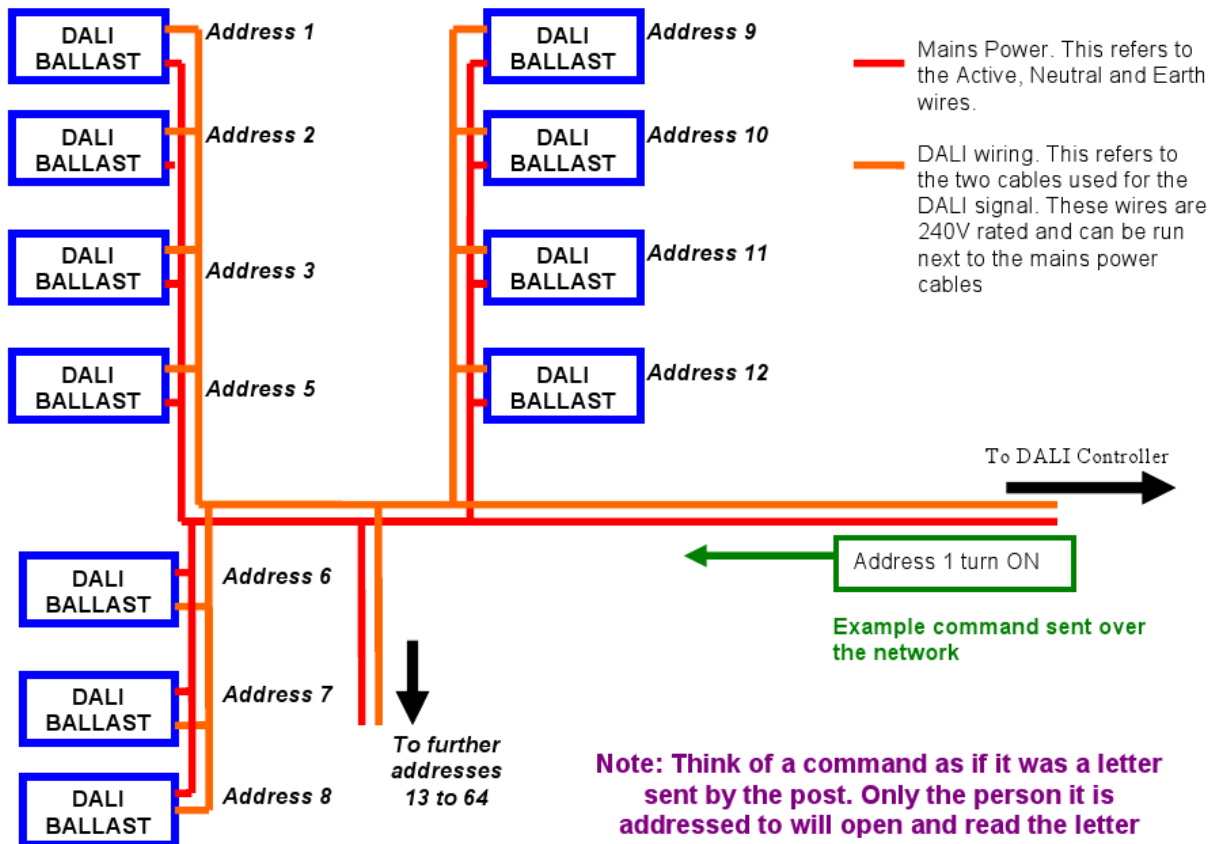 DALI
BALLAST
Address 1
DALI
BALLAST
Address 2
DALI
BALLAST
Address 3
DALI
BALLAST
Address 5
DALI
BALLAST
Address 9
DALI
BALLAST
Address 10
DALI
BALLAST
Address 11
DALI
BALLAST
Address 12
Mains Power. This refers to
the Active, Neutral and Earth
wires.
DALI wiring. This refers to
the two cables used for the
DALI signal. These wires are
240V rated and can be run
next to the mains power
cables
To DALI Controller
Address 1 turn ON
Example command sent over
the network
DALI
BALLAST
Address 6
DALI
BALLAST
Address 7
DALI
BALLAST
Address 8
To further
addresses
13 to 64
Note: Think of a command as if it was a letter
sent by the post. Only the person it is
addressed to will open and read the letter